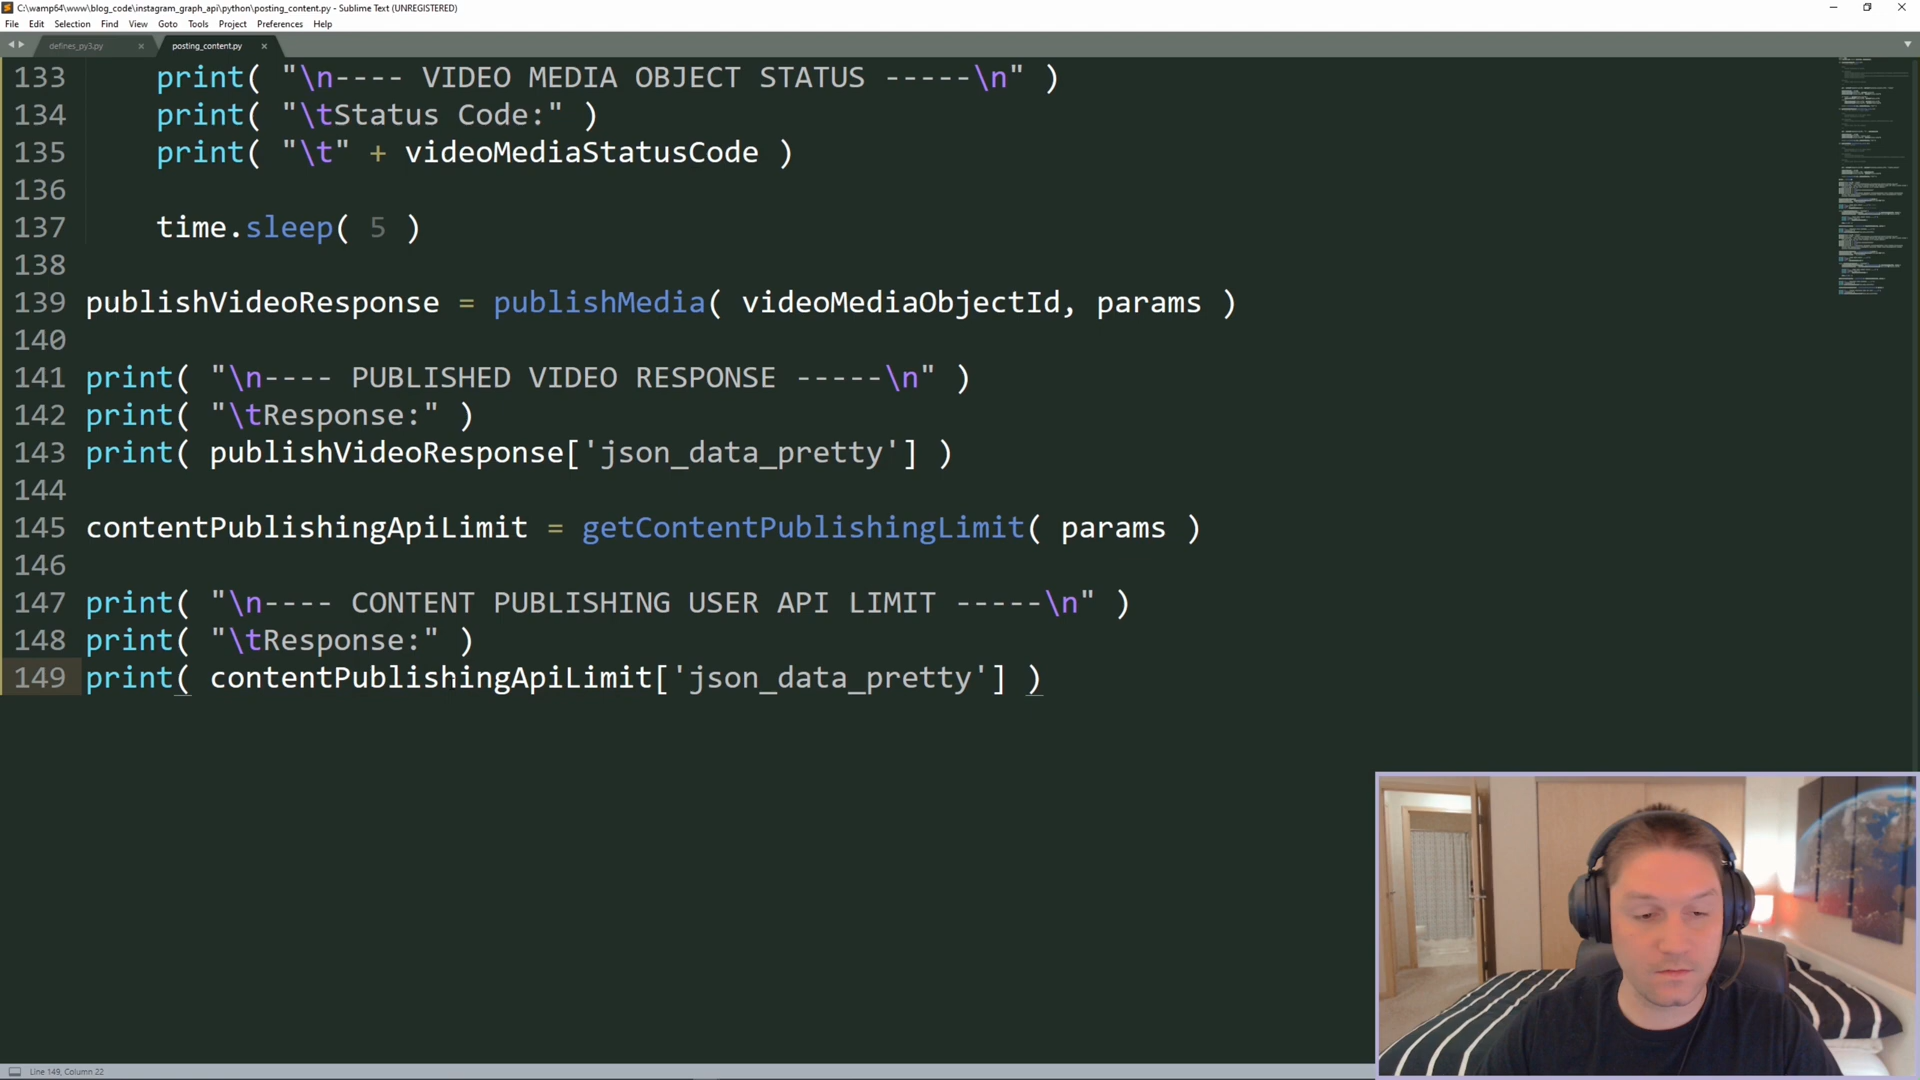 C:\wamp64\www\blog_code\instagram_graph_api\python\posting_content.py - Sublime Text (UNREGISTERED)
File Edit Selection Find View Goto Tools Project Preferences Help
defines_py3.py posting_content.py
133 print( "\n---- VIDEO MEDIA OBJECT STATUS -----\n" )
134 print( "\tStatus Code:" )
135 print( "\t" + videoMediaStatusCode )
136
137 time.sleep( 5 )
138
139 publishVideoResponse = publishMedia( videoMediaObjectId, params )
140
141 print( "\n---- PUBLISHED VIDEO RESPONSE -----\n" )
142 print( "\tResponse:" )
143 print( publishVideoResponse['json_data_pretty'] )
144
145 contentPublishingApiLimit = getContentPublishingLimit( params )
146
147 print( "\n---- CONTENT PUBLISHING USER API LIMIT -----\n" )
148 print( "\tResponse:" )
149 print( contentPublishingApiLimit['json_data_pretty'] )
Line 149, Column 22